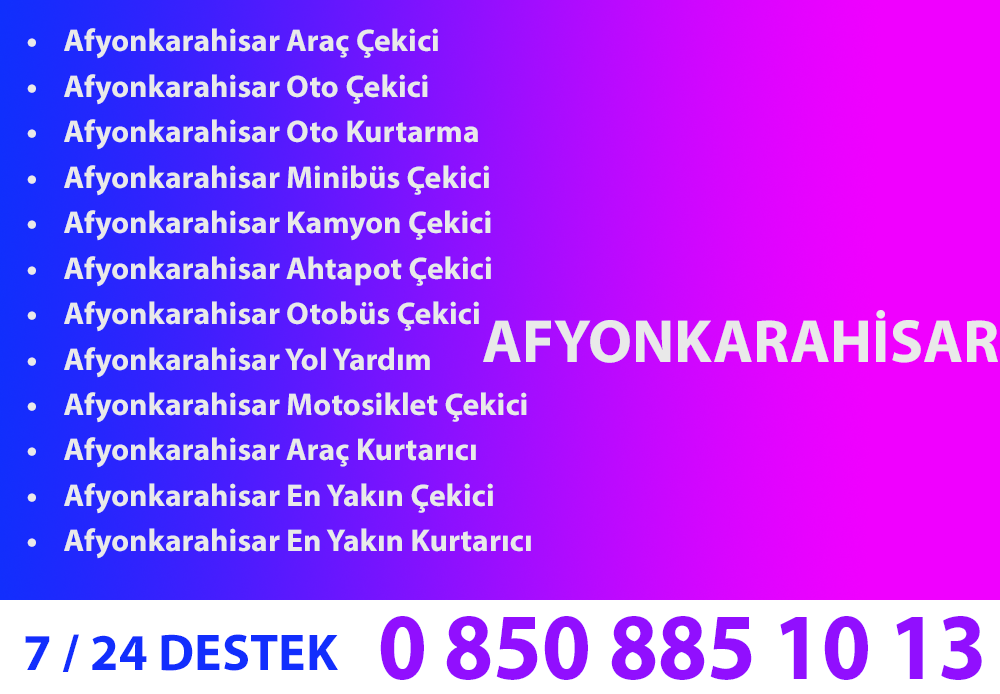 • Afyonkarahisar Araç Çekici
• Afyonkarahisar Oto Çekici
• Afyonkarahisar Oto Kurtarma
• Afyonkarahisar Minibüs Çekici
• Afyonkarahisar Kamyon Çekici
• Afyonkarahisar Ahtapot Çekici
• Afyonkarahisar Otobüs Çekici
• Afyonkarahisar Yol Yardım
• Afyonkarahisar Motosiklet Çekici
• Afyonkarahisar Araç Kurtarıcı
• Afyonkarahisar En Yakın Çekici
• Afyonkarahisar En Yakın Kurtarıcı
AFYONKARAHİSAR
7 / 24 DESTEK 0 850 885 10 13